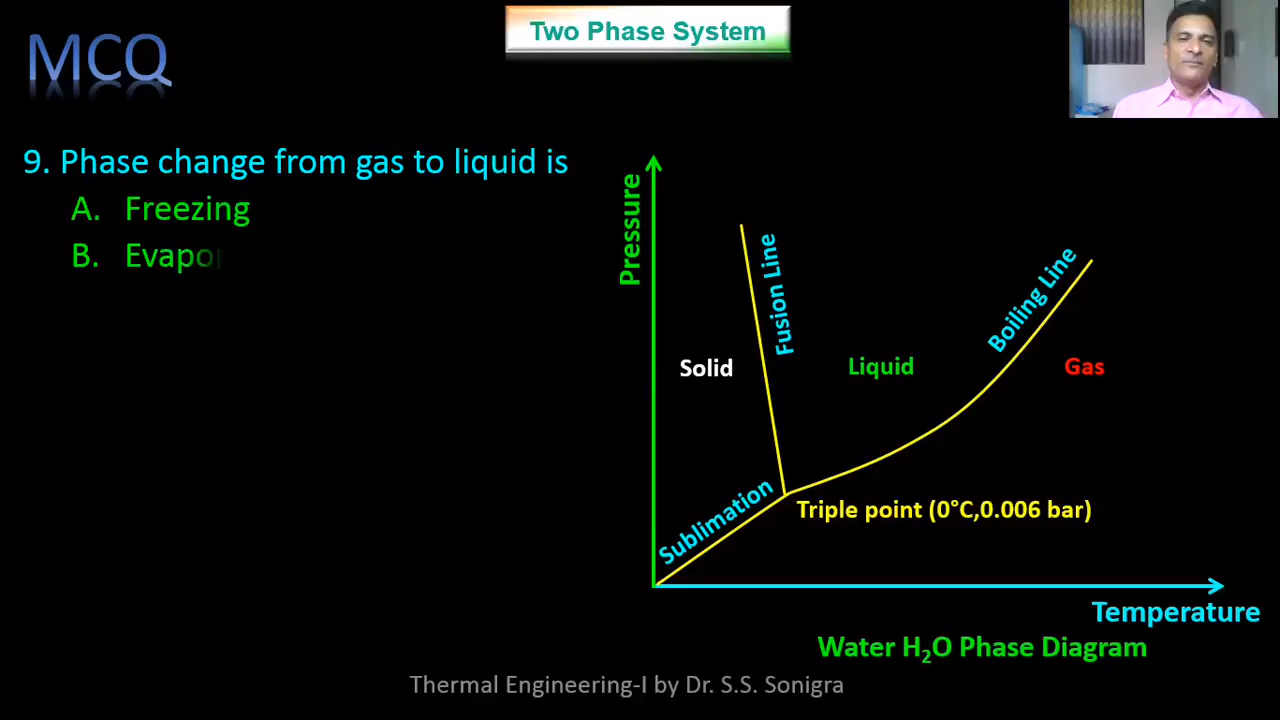 Two Phase System
MCQ
9. Phase change from gas to liquid is
A. Freezing
B. Evapo
Pressure
Fusion Line
Boiling Line
Solid
Liquid
Gas
Sublimation
Triple point (0°C,0.006 bar)
Temperature
Water H₂O Phase Diagram
Thermal Engineering-I by Dr. S.S. Sonigra